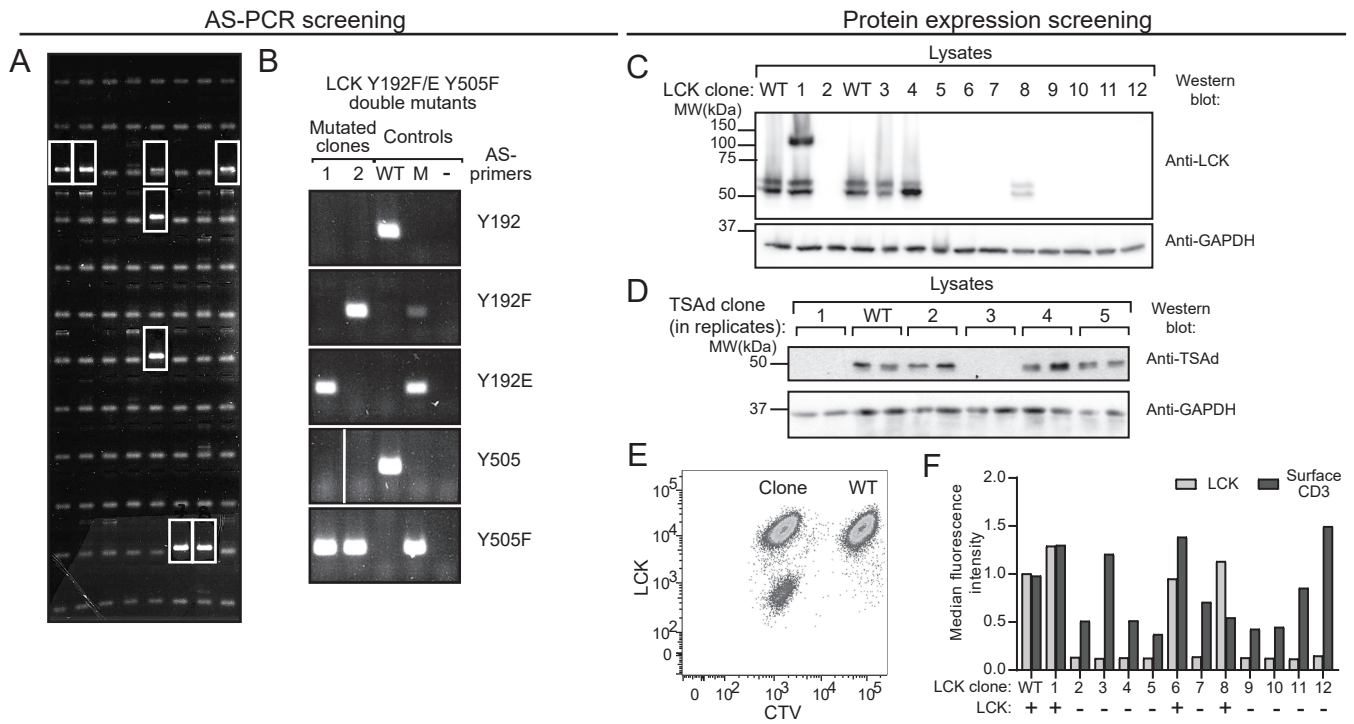 AS-PCR screening
Protein expression screening
A
B
LCK Y192F/E Y505F
double mutants
Mutated
clones
Controls
AS-
primers
1 2 WT M -
Y192
Y192F
Y192E
Y505
Y505F
C
Lysates
LCK clone: WT 1 2 WT 3 4 5 6 7 8 9 10 11 12
Western
blot:
MW(kDa)
150
100
75
50
37
Anti-LCK
Anti-GAPDH
D
Lysates
TSAd clone
(in replicates):
1 WT 2 3 4 5
Western
blot:
MW(kDa)
50
37
Anti-TSAd
Anti-GAPDH
E
Clone WT
LCK
10^5
10^4
10^3
10^2
0
0 10^2 10^3 10^4 10^5
CTV
F
Median fluorescence
intensity
2.0
1.5
1.0
0.5
0.0
LCK
Surface
CD3
LCK clone: WT 1 2 3 4 5 6 7 8 9 10 11 12
LCK: + + - - - - + - + - - - -